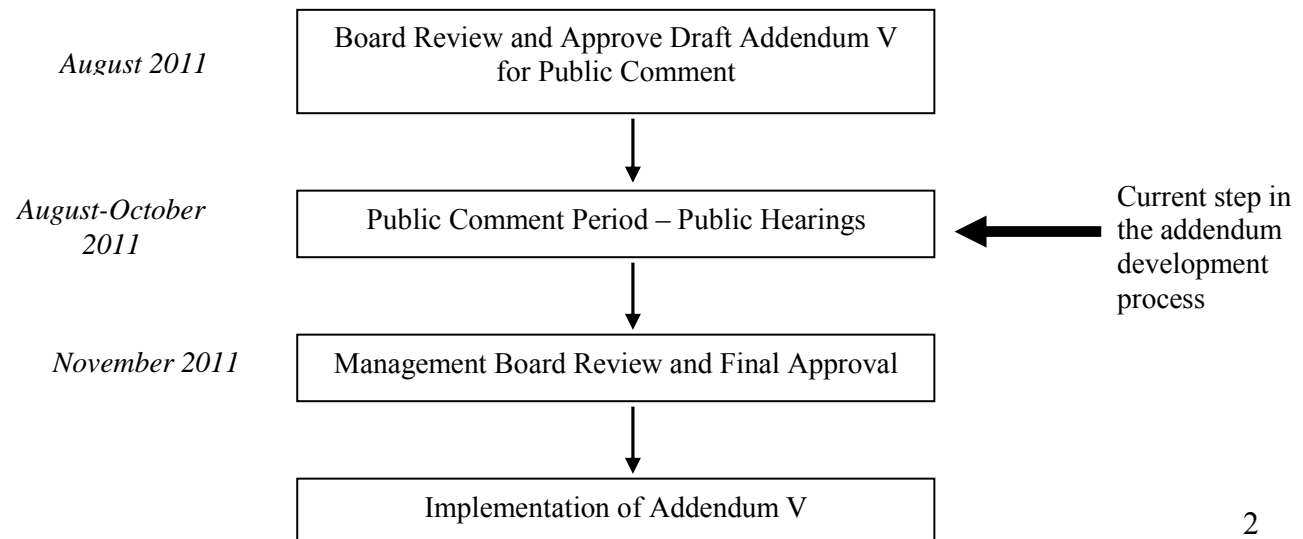 August 2011
Board Review and Approve Draft Addendum V
for Public Comment
August-October
2011
Public Comment Period – Public Hearings
Current step in
the addendum
development
process
November 2011
Management Board Review and Final Approval
Implementation of Addendum V
2